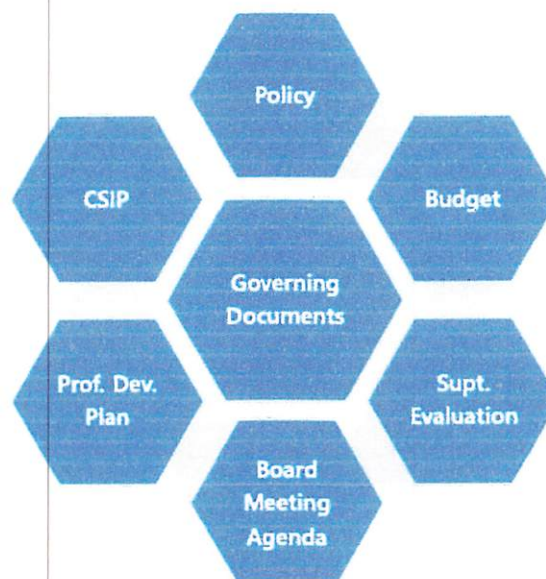 Policy
CSIP
Budget
Governing
Documents
Prof. Dev.
Plan
Supt.
Evaluation
Board
Meeting
Agenda